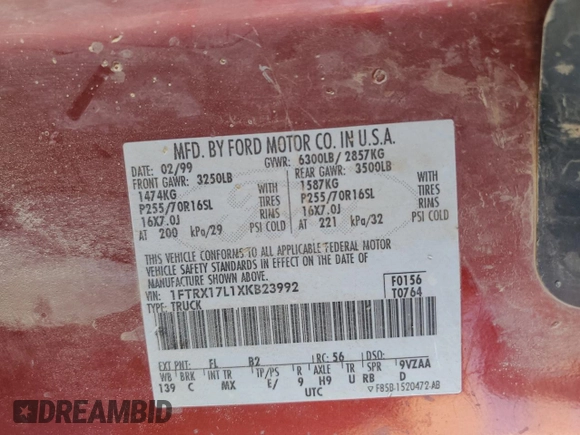 MFD. BY FORD MOTOR CO. IN U.S.A.
DATE: 02/99 GVWR: 6300LB/ 2857KG
FRONT GAWR: 3250LB REAR GAWR: 3500LB
1474KG WITH 1587KG WITH
P255/70R16SL TIRES P255/70R16SL TIRES
16X7.0J RIMS 16X7.0J RIMS
AT 200 kPa/29 PSI COLD AT 221 kPa/32 PSI COLD
THIS VEHICLE CONFORMS TO ALL APPLICABLE FEDERAL MOTOR
VEHICLE SAFETY STANDARDS IN EFFECT ON THE DATE OF
MANUFACTURE SHOWN ABOVE.
VIN: 1FTRX17L1XKB23992 F0156
TYPE: TRUCK T0764
EXT PNT: FL B2 RC: 56 DSO:
WB BRK INT TR TP/PS R AXLE TR SPR 9VZAA
139 C MX E/ 9 H9 U RB D
UTC F85B-1520472-AB
DREAMBID
DREAMBID